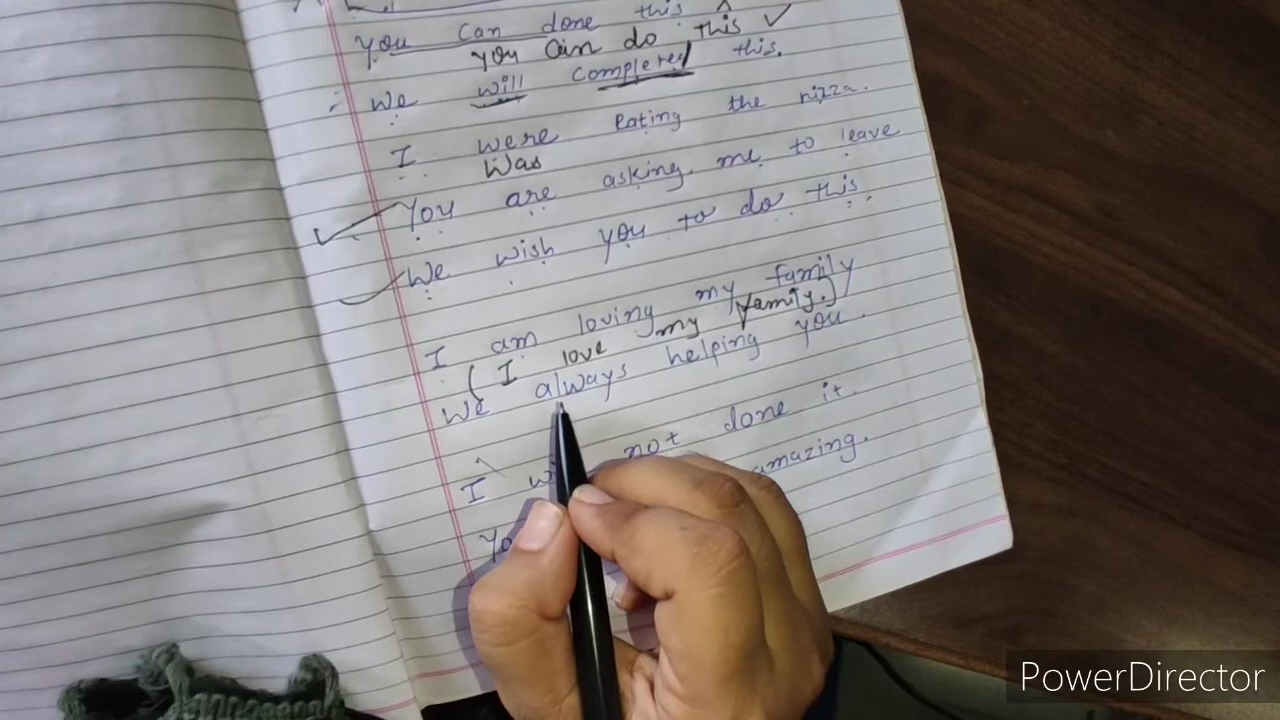 You can done this
You Can do this ✓
We will completed this.
I were Eating the pizza.
Was
You are asking me to leave
We wish you to do this.
I am loving my family
( I love my family. )
We always helping you.
I not done it.
amazing.
PowerDirector